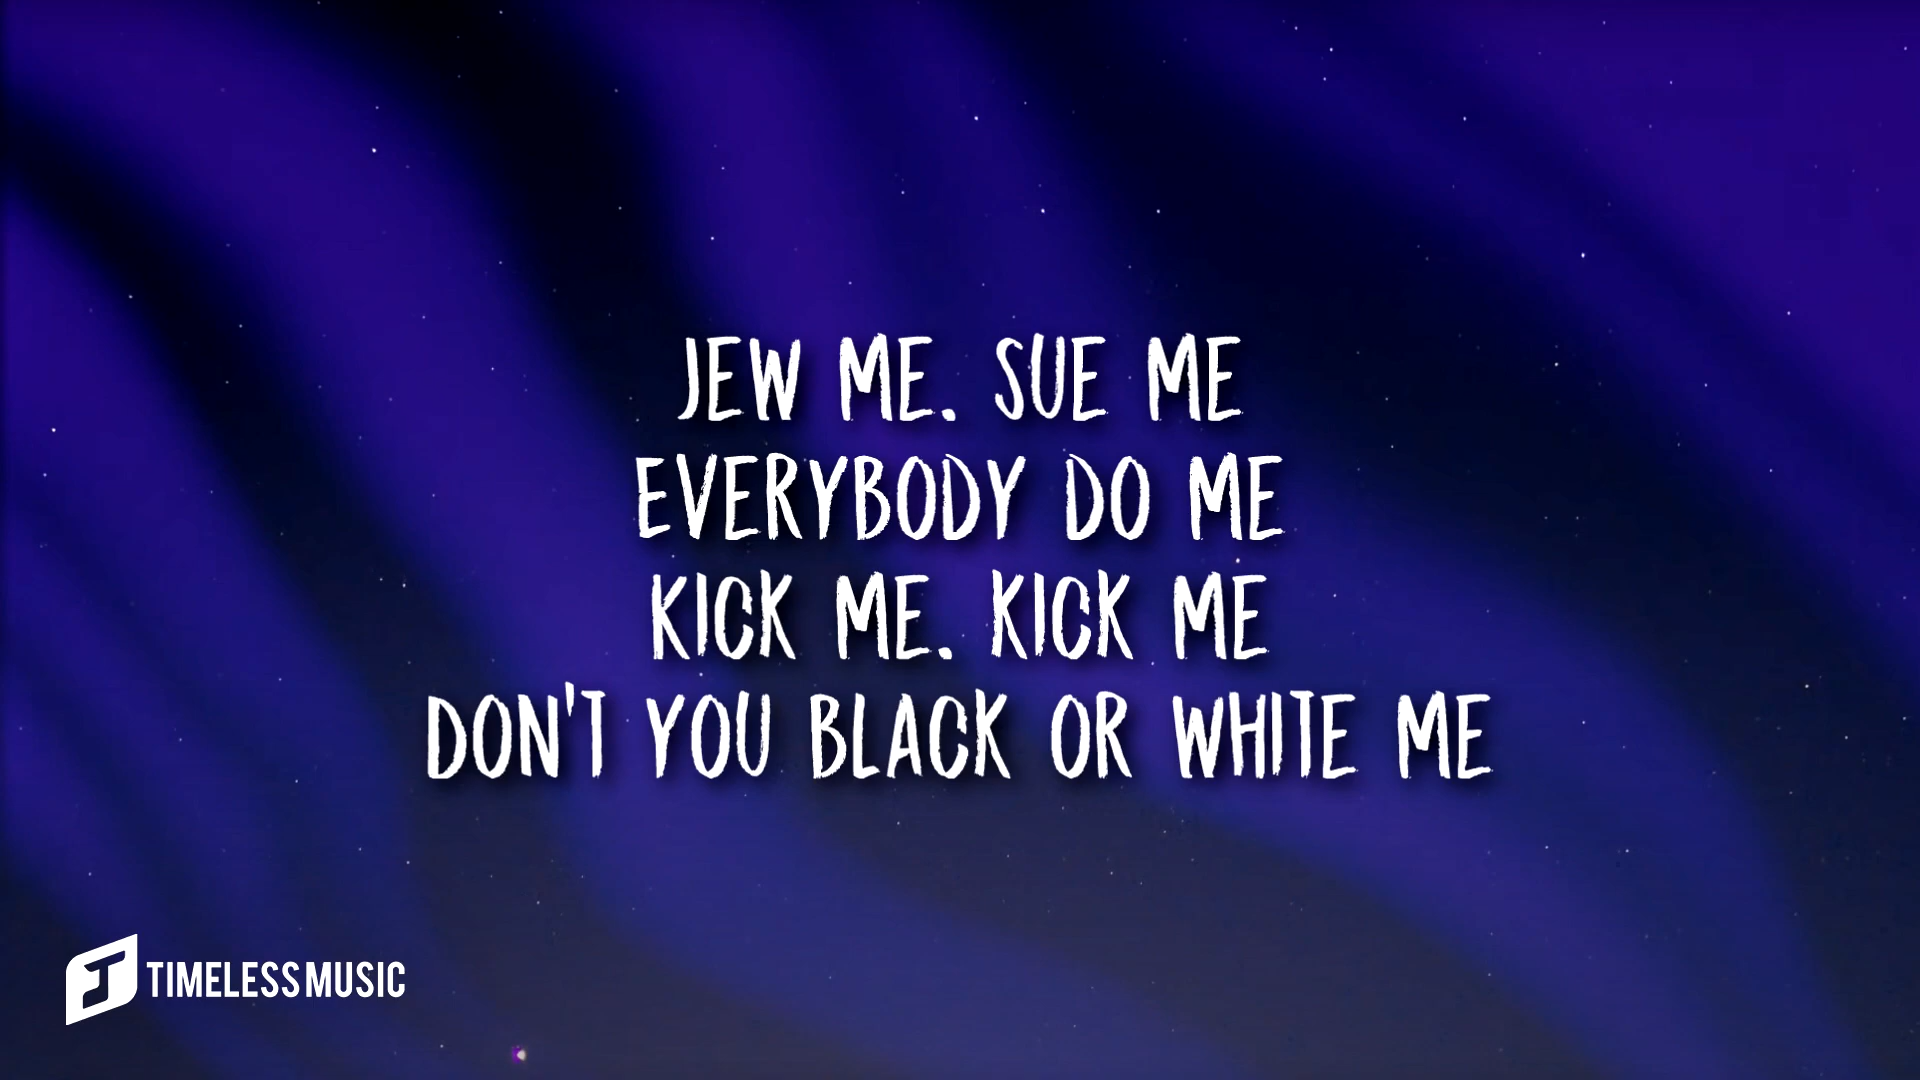 JEW ME. SUE ME
EVERYBODY DO ME
KICK ME. KICK ME
DON'T YOU BLACK OR WHITE ME
TIMELESS MUSIC